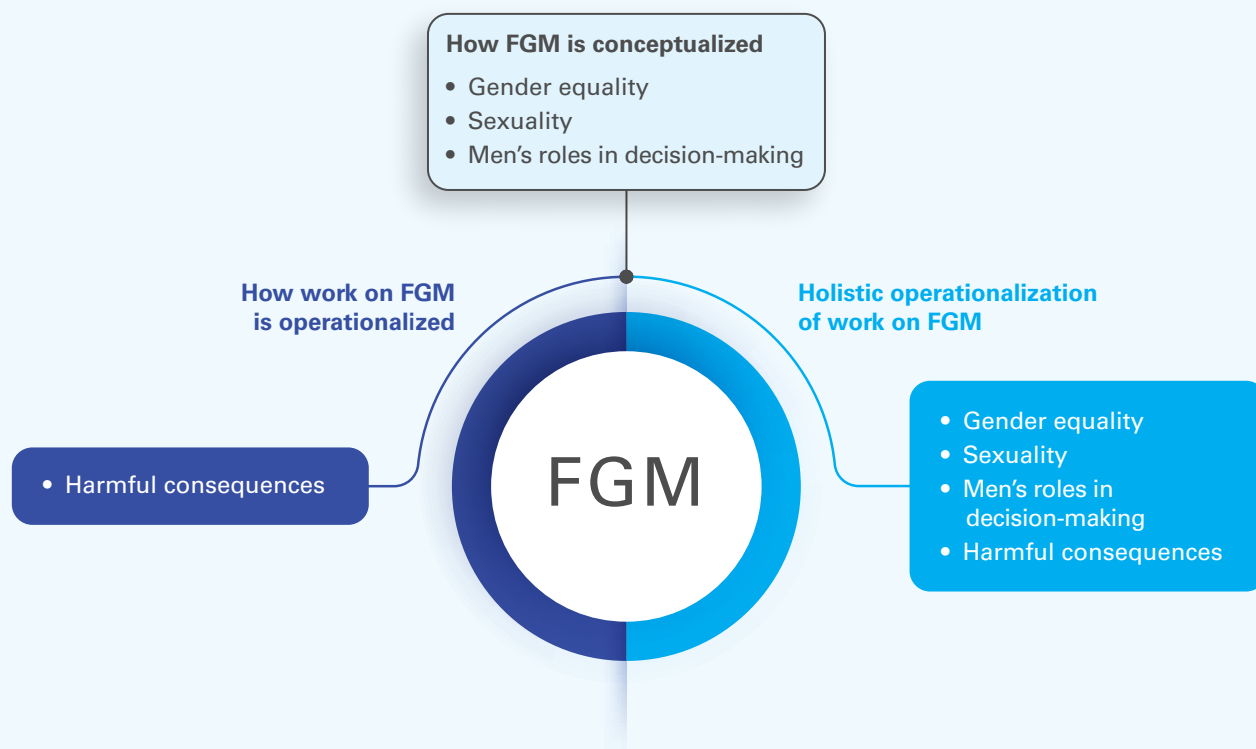 How FGM is conceptualized
• Gender equality
• Sexuality
• Men’s roles in decision-making
How work on FGM
is operationalized
Holistic operationalization
of work on FGM
• Harmful consequences
FGM
• Gender equality
• Sexuality
• Men’s roles in
decision-making
• Harmful consequences